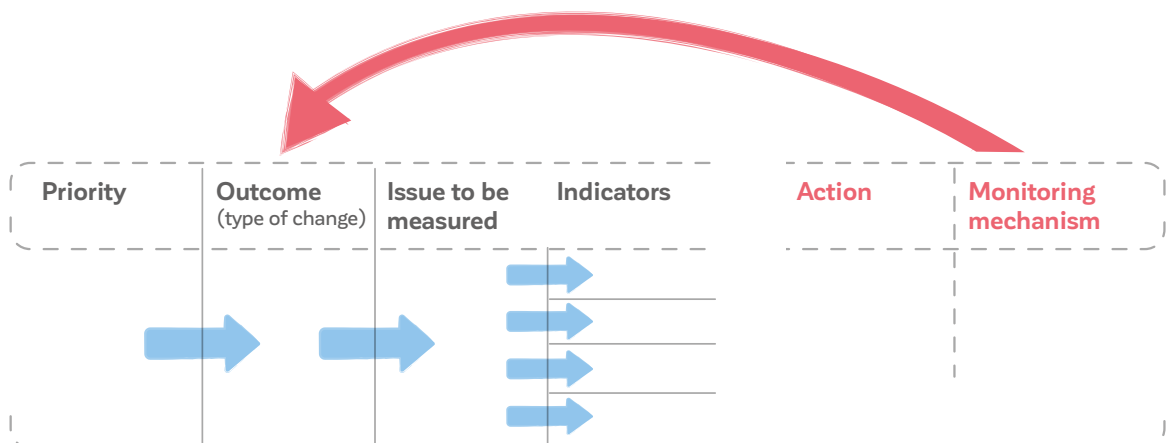 Priority
Outcome
(type of change)
Issue to be
measured
Indicators
Action
Monitoring
mechanism